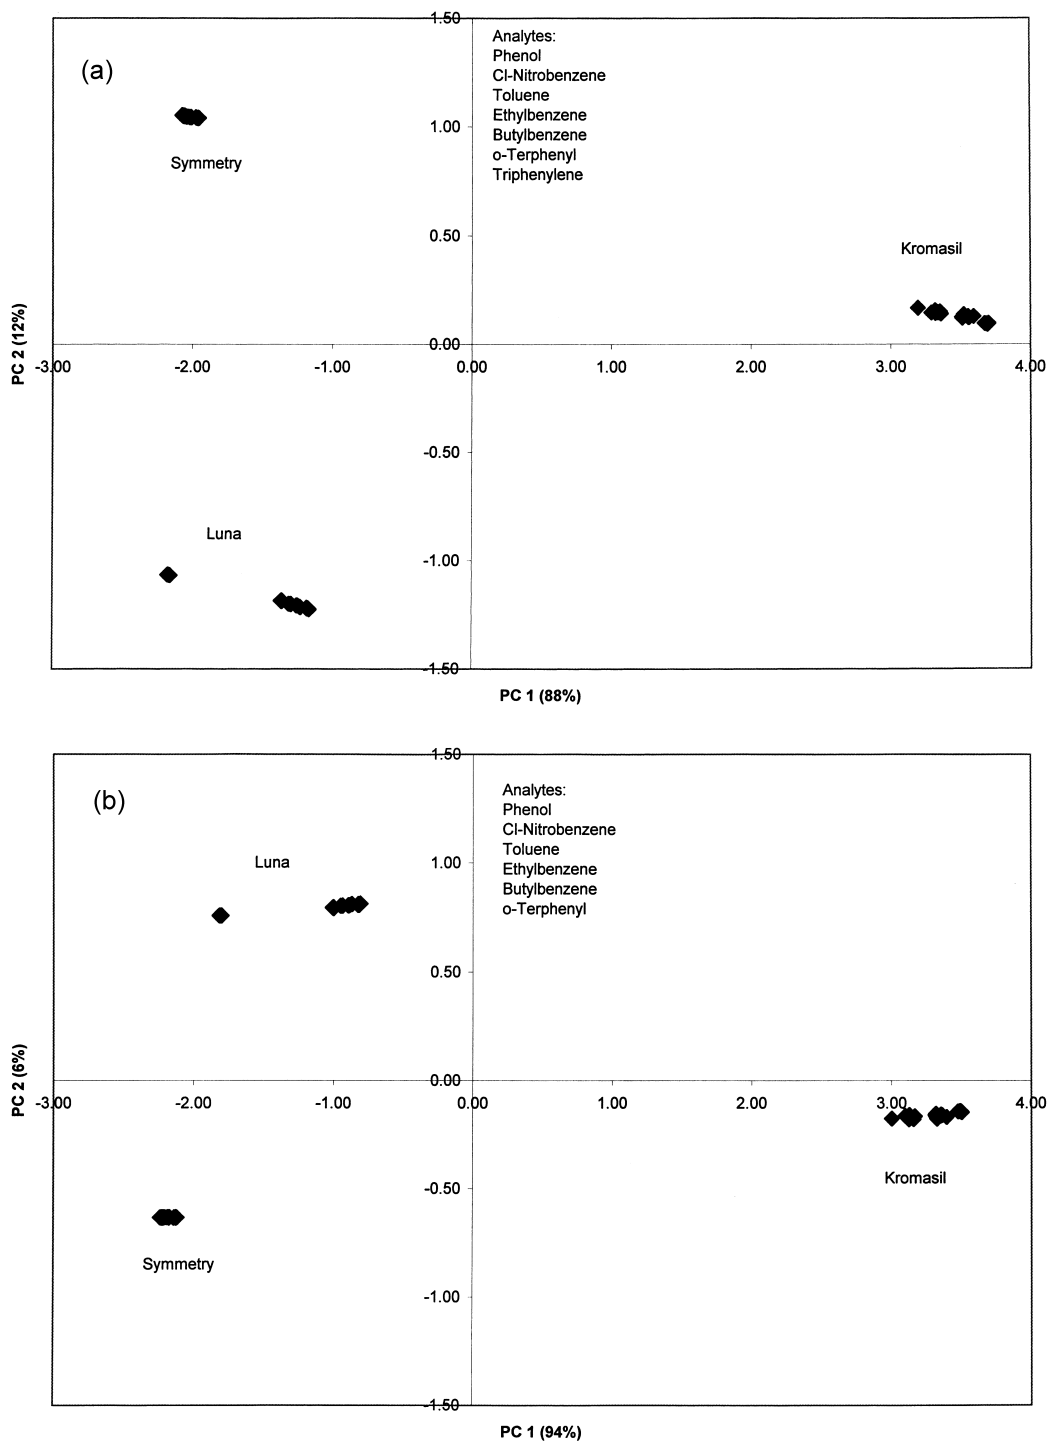 1.50
(a)
Analytes:
Phenol
Cl-Nitrobenzene
Toluene
Ethylbenzene
Butylbenzene
o-Terphenyl
Triphenylene
1.00
Symmetry
0.50
Kromasil
PC 2 (12%)
0.00
-3.00 -2.00 -1.00 0.00 1.00 2.00 3.00 4.00
-0.50
Luna
-1.00
-1.50
PC 1 (88%)
1.50
(b)
Analytes:
Phenol
Cl-Nitrobenzene
Toluene
Ethylbenzene
Butylbenzene
o-Terphenyl
Luna
1.00
0.50
PC 2 (6%)
0.00
-3.00 -2.00 -1.00 0.00 1.00 2.00 3.00 4.00
Kromasil
-0.50
Symmetry
-1.00
-1.50
PC 1 (94%)